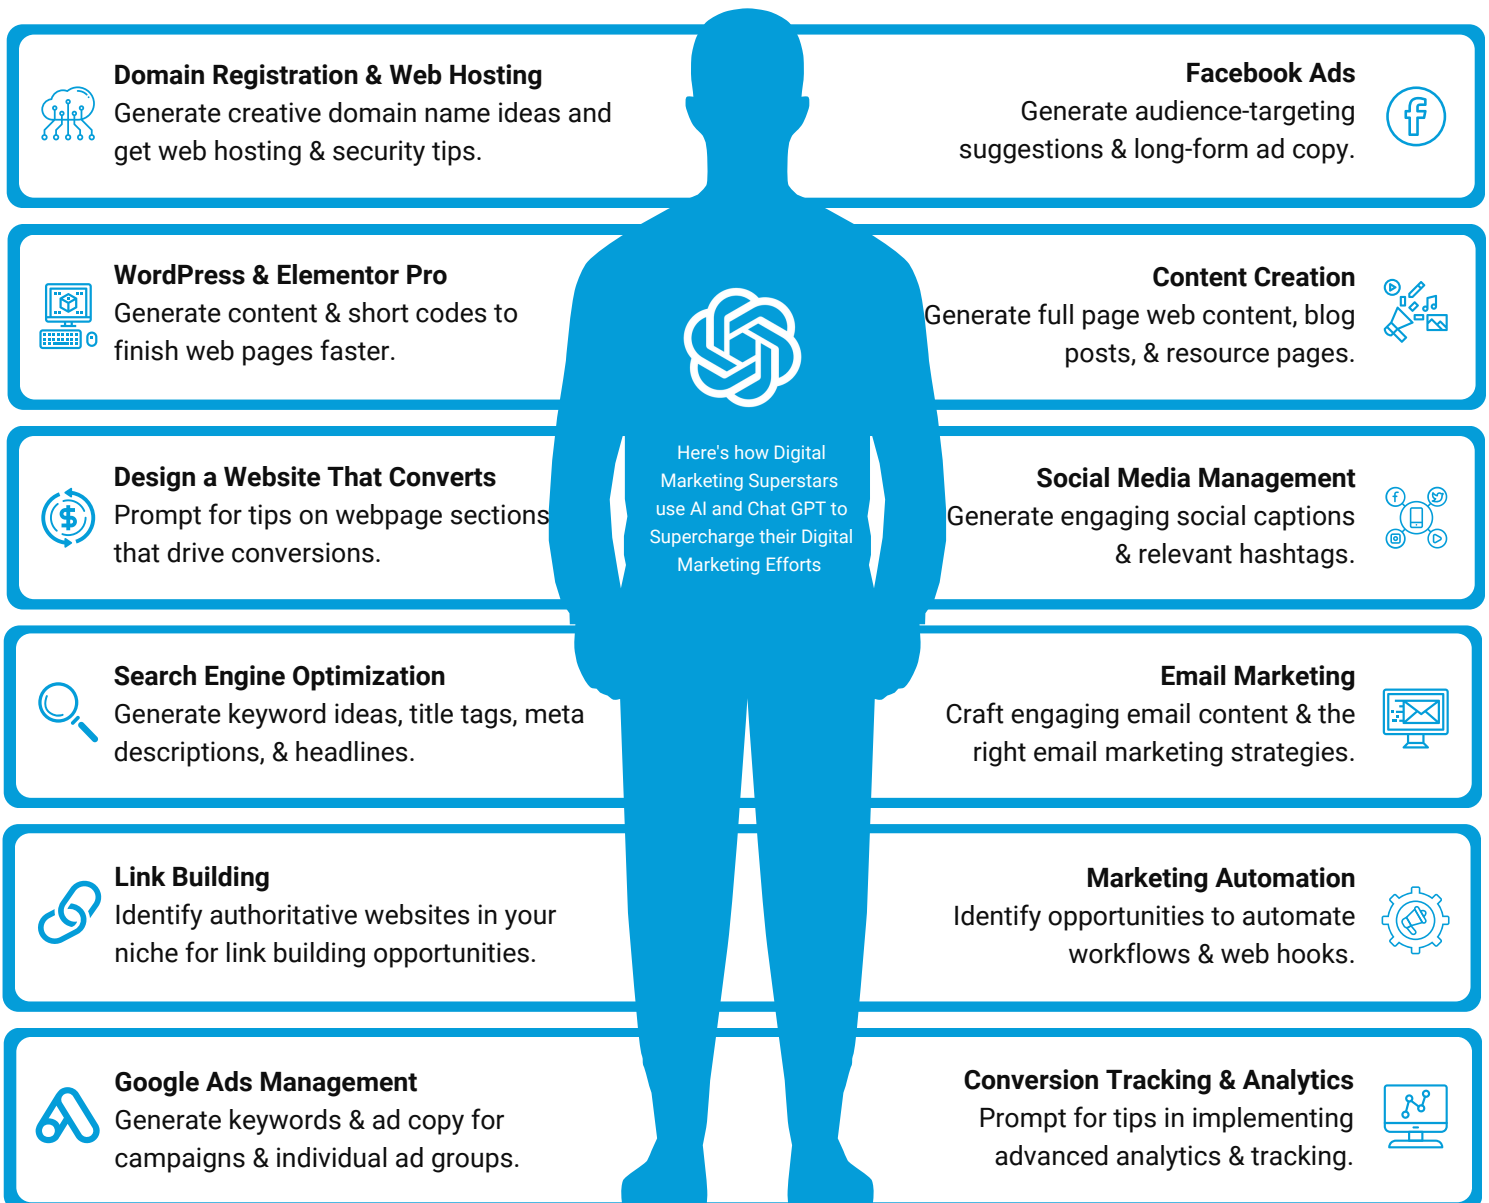 Domain Registration & Web Hosting
Generate creative domain name ideas and
get web hosting & security tips.
WordPress & Elementor Pro
Generate content & short codes to
finish web pages faster.
Design a Website That Converts
Prompt for tips on webpage sections
that drive conversions.
Search Engine Optimization
Generate keyword ideas, title tags, meta
descriptions, & headlines.
Link Building
Identify authoritative websites in your
niche for link building opportunities.
Google Ads Management
Generate keywords & ad copy for
campaigns & individual ad groups.
Here's how Digital
Marketing Superstars
use AI and Chat GPT to
Supercharge their Digital
Marketing Efforts
Facebook Ads
Generate audience-targeting
suggestions & long-form ad copy.
Content Creation
Generate full page web content, blog
posts, & resource pages.
Social Media Management
Generate engaging social captions
& relevant hashtags.
Email Marketing
Craft engaging email content & the
right email marketing strategies.
Marketing Automation
Identify opportunities to automate
workflows & web hooks.
Conversion Tracking & Analytics
Prompt for tips in implementing
advanced analytics & tracking.